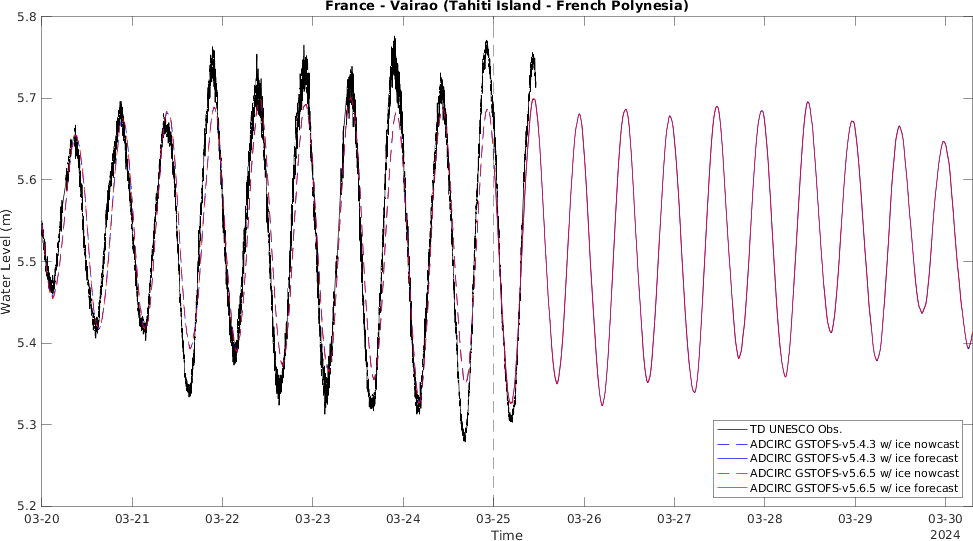 France - Vairao (Tahiti Island - French Polynesia)
5.8
5.7
5.6
5.5
5.4
5.3
5.2
Water Level (m)
TD UNESCO Obs.
ADCIRC GSTOFS-v5.4.3 w/ ice nowcast
ADCIRC GSTOFS-v5.4.3 w/ ice forecast
ADCIRC GSTOFS-v5.6.5 w/ ice nowcast
ADCIRC GSTOFS-v5.6.5 w/ ice forecast
03-20 03-21 03-22 03-23 03-24 03-25 03-26 03-27 03-28 03-29 03-30
Time
2024